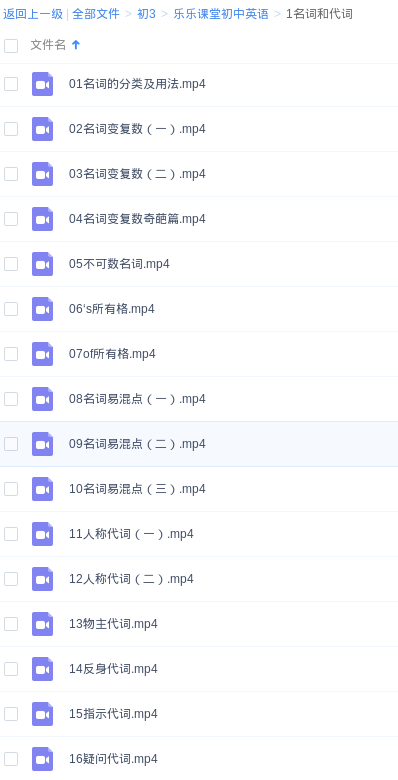 返回上一级 | 全部文件 > 初3 > 乐乐课堂初中英语 > 1名词和代词
文件名
01名词的分类及用法.mp4
02名词变复数（一）.mp4
03名词变复数（二）.mp4
04名词变复数奇葩篇.mp4
05不可数名词.mp4
06's所有格.mp4
07of所有格.mp4
08名词易混点（一）.mp4
09名词易混点（二）.mp4
10名词易混点（三）.mp4
11人称代词（一）.mp4
12人称代词（二）.mp4
13物主代词.mp4
14反身代词.mp4
15指示代词.mp4
16疑问代词.mp4